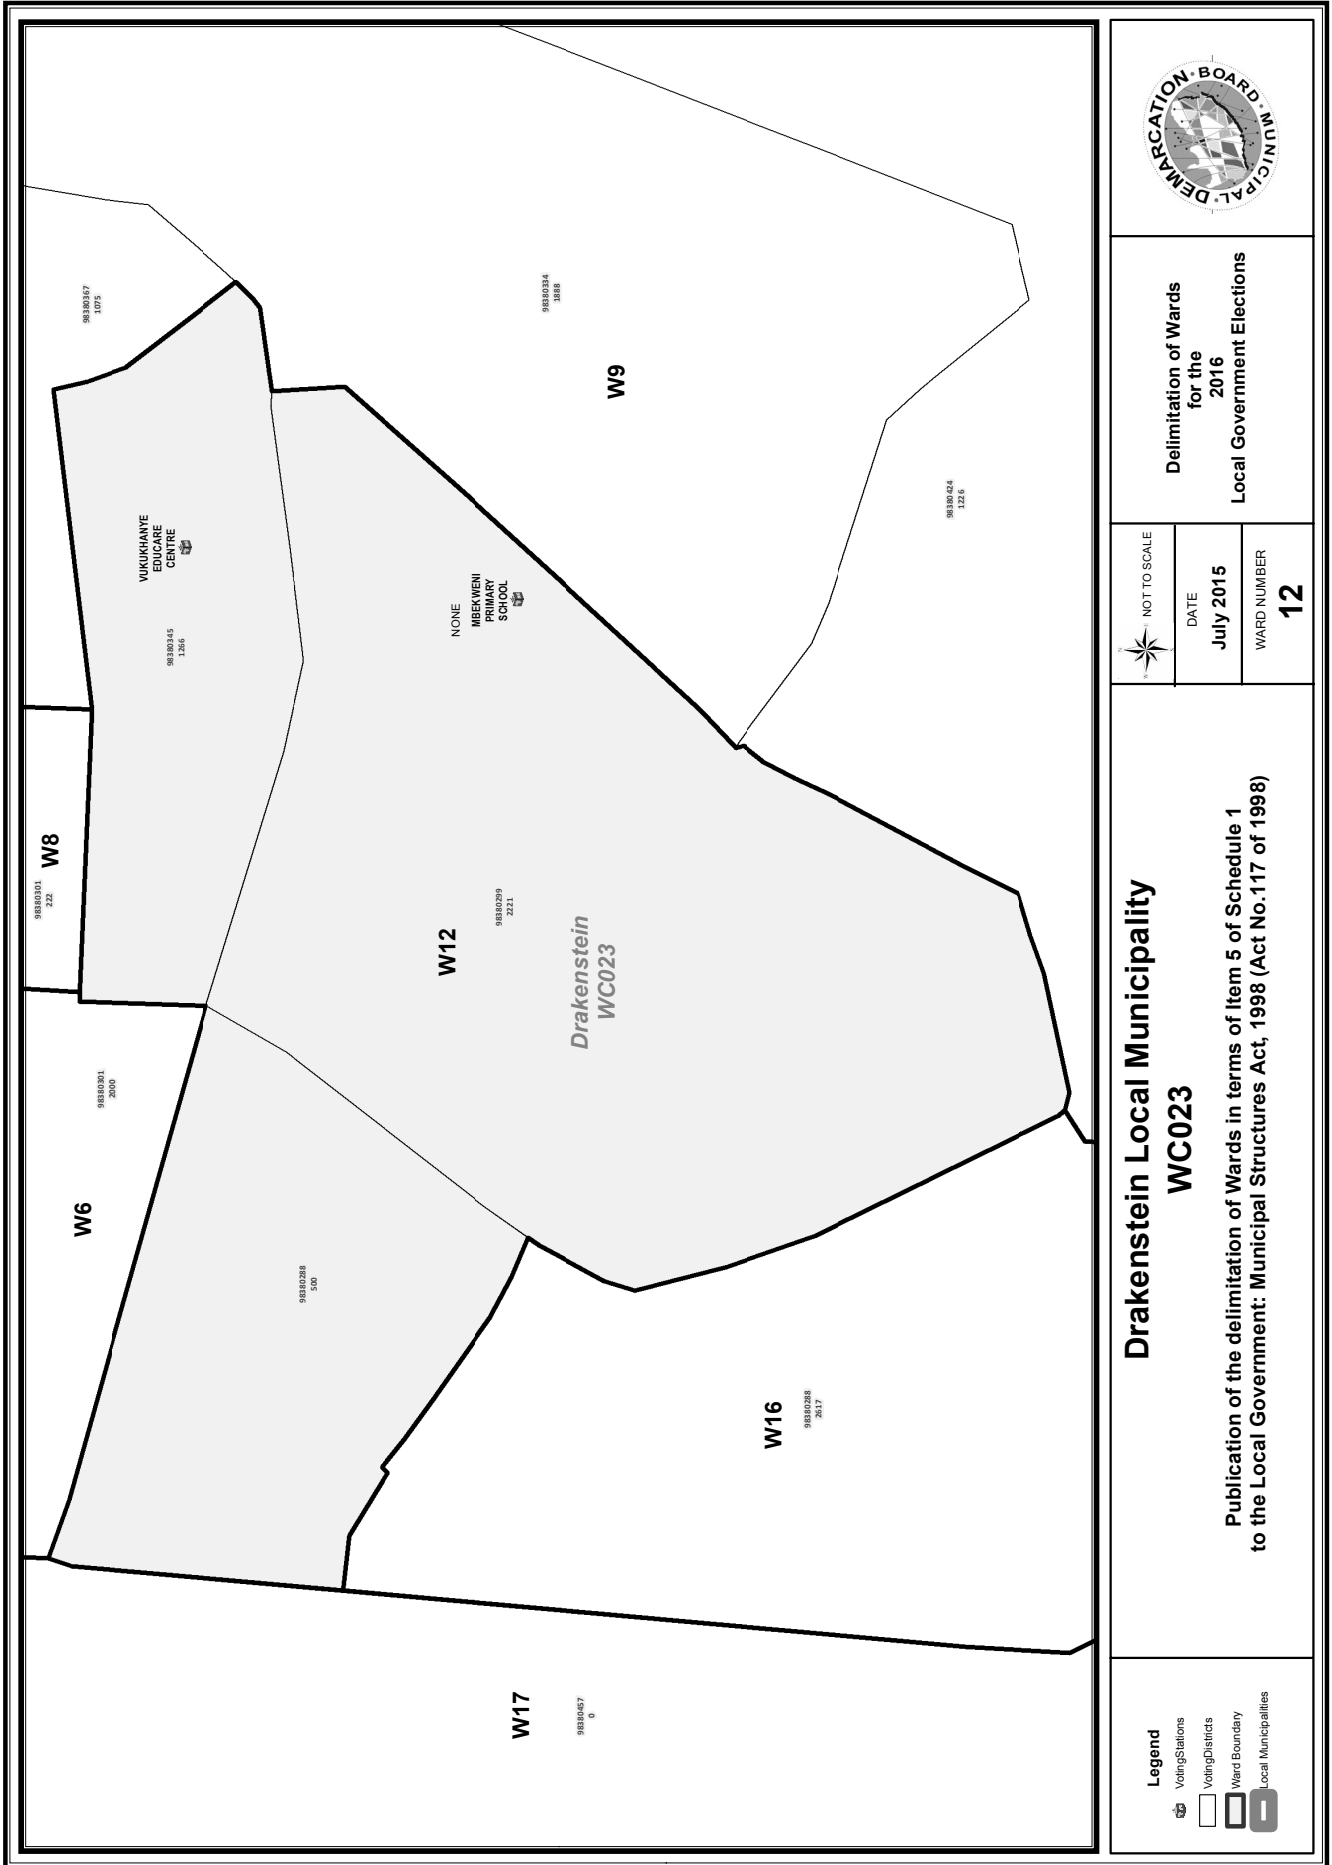 98380367
1075
98380334
1888
W9
VUKUKHANYE
EDUCARE
CENTRE
98380345
1266
NONE
MBEKWENI
PRIMARY
SCHOOL
98380424
1226
W8
98380301
222
W12
98380299
2221
Drakenstein
WC023
W6
98380301
2000
98380288
500
W16
98380288
2617
W17
98380457
0
Legend
VotingStations
VotingDistricts
Ward Boundary
Local Municipalities
Drakenstein Local Municipality
WC023
Publication of the delimitation of Wards in terms of Item 5 of Schedule 1
to the Local Government: Municipal Structures Act, 1998 (Act No.117 of 1998)
N
E
S
W
NOT TO SCALE
DATE
July 2015
WARD NUMBER
12
Delimitation of Wards
for the
2016
Local Government Elections
MUNICIPAL • DEMARCATION • BOARD •